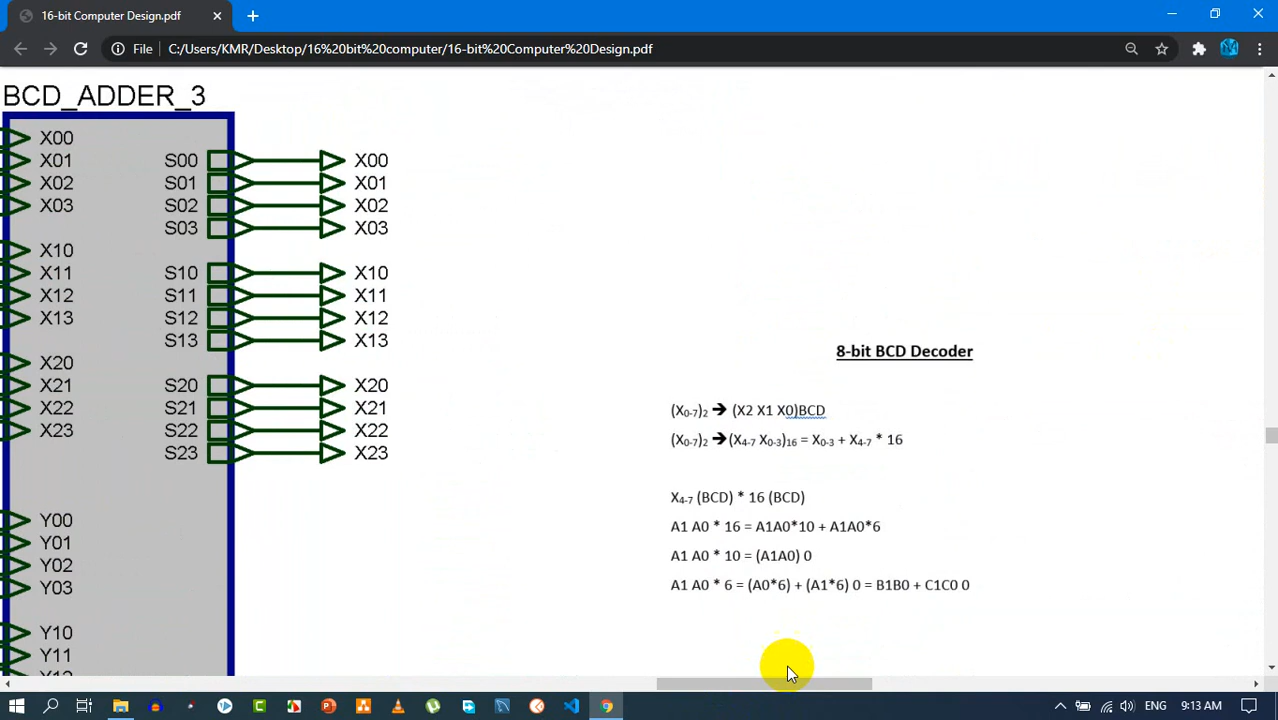 16-bit Computer Design.pdf
File C:/Users/KMR/Desktop/16%20bit%20computer/16-bit%20Computer%20Design.pdf
BCD_ADDER_3
X00
X01
X02
X03
X10
X11
X12
X13
X20
X21
X22
X23
Y00
Y01
Y02
Y03
Y10
Y11
S00 X00
S01 X01
S02 X02
S03 X03
S10 X10
S11 X11
S12 X12
S13 X13
S20 X20
S21 X21
S22 X22
S23 X23
8-bit BCD Decoder
(X0-7)2 🡺 (X2 X1 X0)BCD
(X0-7)2 🡺(X4-7 X0-3)16 = X0-3 + X4-7 * 16
X4-7 (BCD) * 16 (BCD)
A1 A0 * 16 = A1A0*10 + A1A0*6
A1 A0 * 10 = (A1A0) 0
A1 A0 * 6 = (A0*6) + (A1*6) 0 = B1B0 + C1C0 0
ENG 9:13 AM